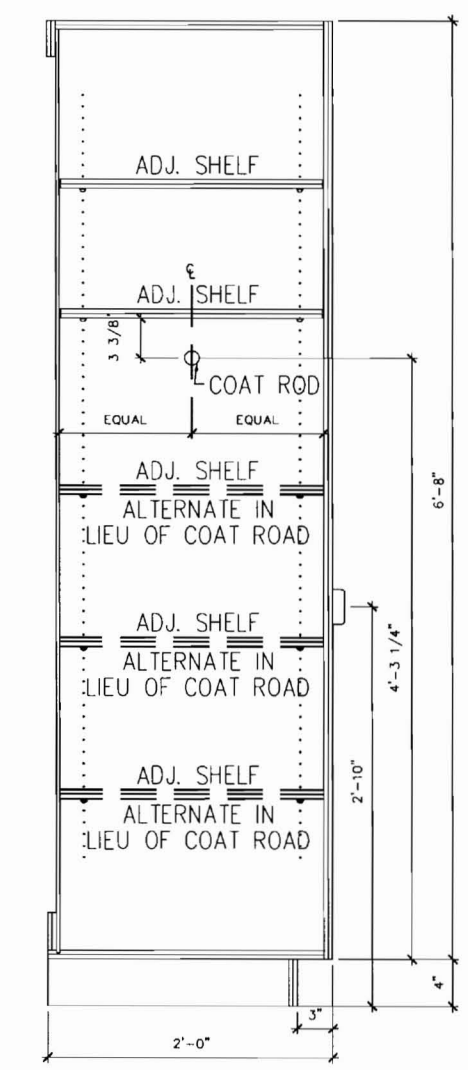 ADJ. SHELF
℄
ADJ. SHELF
3 3/8"
COAT ROD
EQUAL
EQUAL
ADJ. SHELF
ALTERNATE IN
LIEU OF COAT ROAD
6'-8"
ADJ. SHELF
ALTERNATE IN
LIEU OF COAT ROAD
4'-3 1/4"
ADJ. SHELF
2'-10"
ALTERNATE IN
LIEU OF COAT ROAD
4"
3"
2'-0"